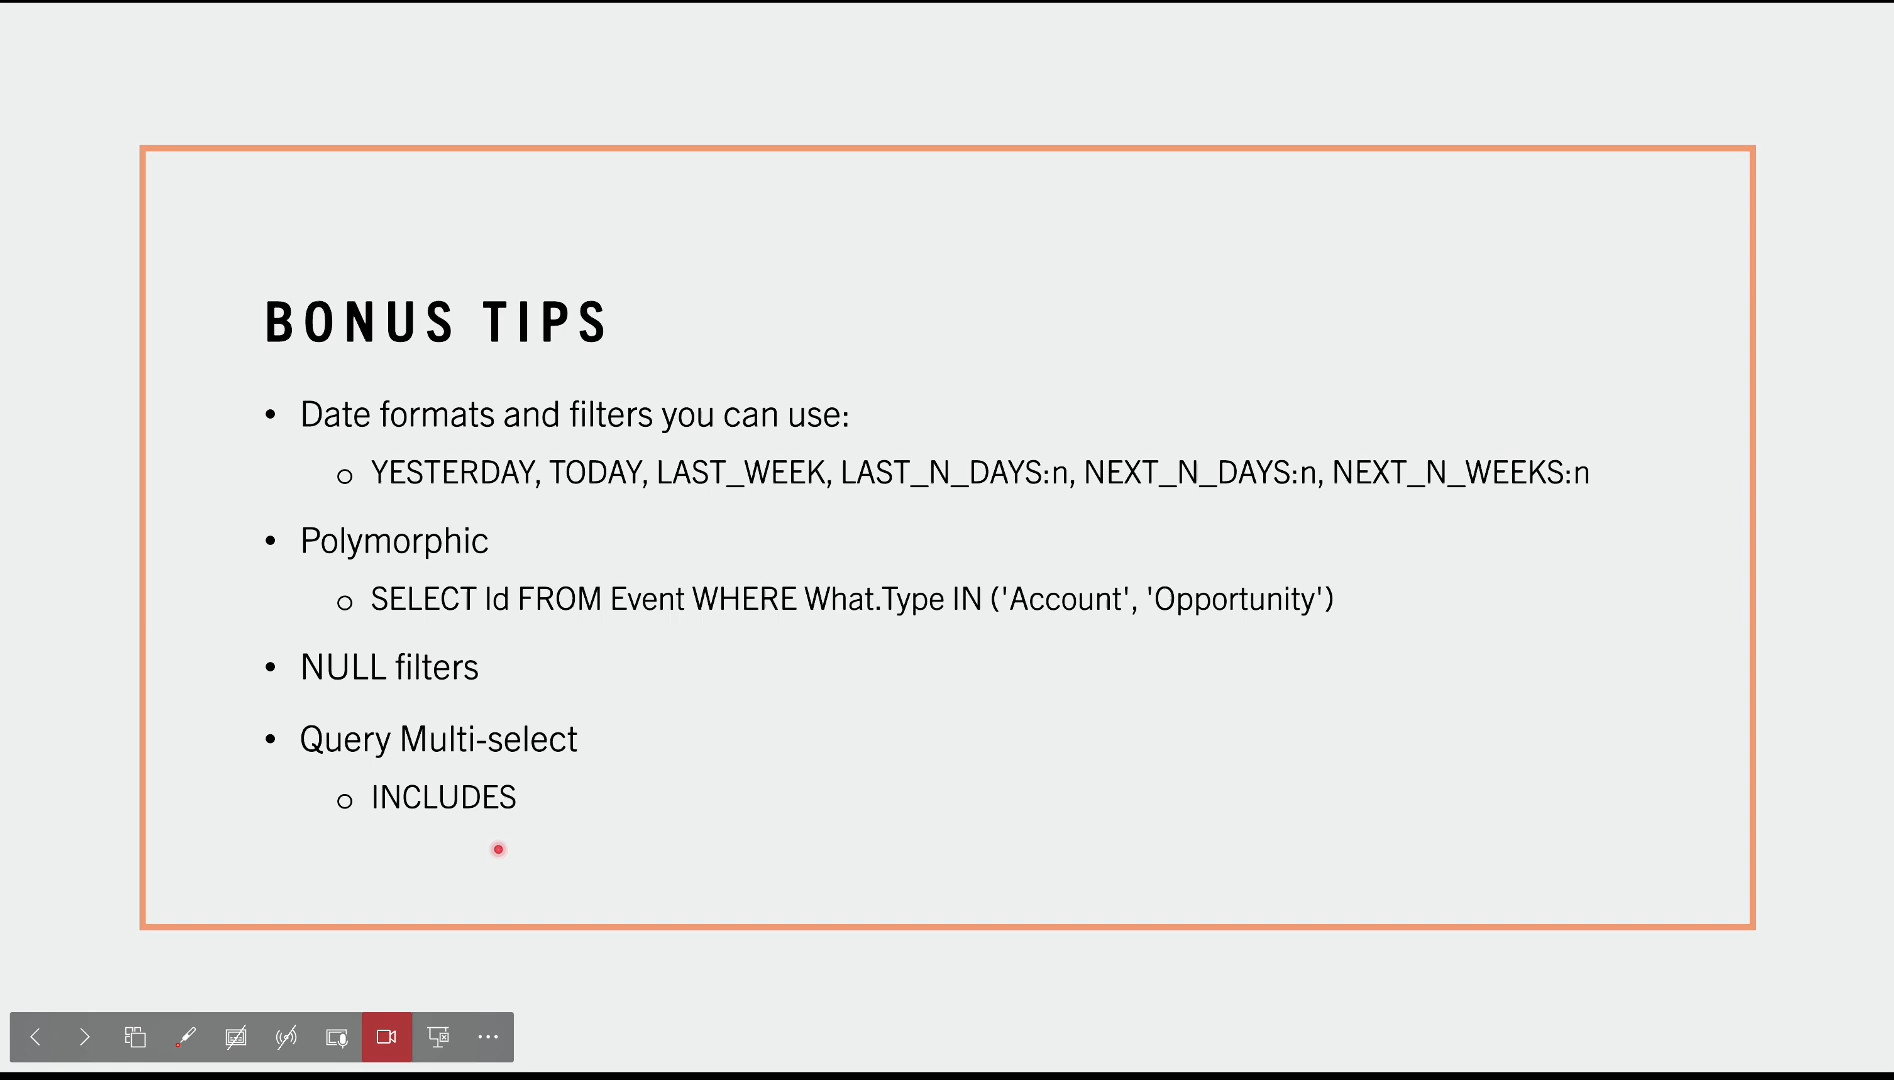 BONUS TIPS
• Date formats and filters you can use:
o YESTERDAY, TODAY, LAST_WEEK, LAST_N_DAYS:n, NEXT_N_DAYS:n, NEXT_N_WEEKS:n
• Polymorphic
o SELECT Id FROM Event WHERE What.Type IN ('Account', 'Opportunity')
• NULL filters
• Query Multi-select
o INCLUDES